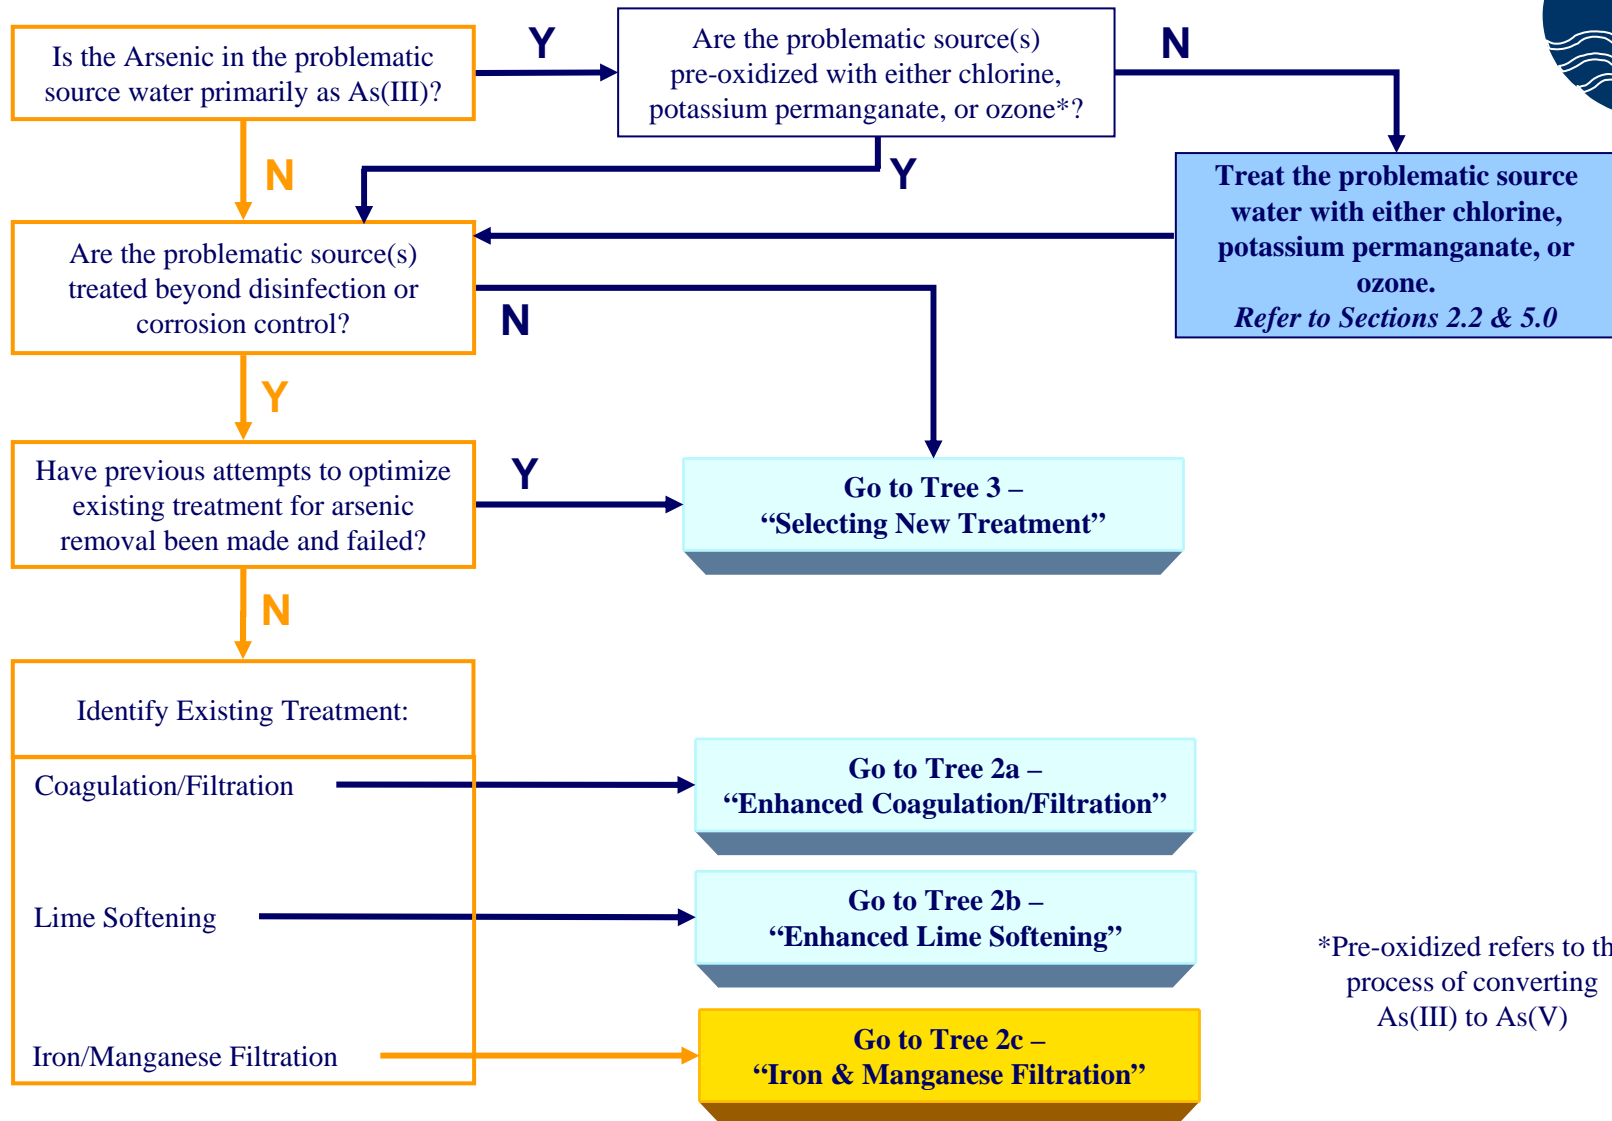 Is the Arsenic in the problematic
source water primarily as As(III)?
Y
Are the problematic source(s)
pre-oxidized with either chlorine,
potassium permanganate, or ozone*?
N
N
Y
Treat the problematic source
water with either chlorine,
potassium permanganate, or
ozone.
Refer to Sections 2.2 & 5.0
Are the problematic source(s)
treated beyond disinfection or
corrosion control?
N
Y
Have previous attempts to optimize
existing treatment for arsenic
removal been made and failed?
Y
Go to Tree 3 –
“Selecting New Treatment”
N
Identify Existing Treatment:
Coagulation/Filtration
Go to Tree 2a –
“Enhanced Coagulation/Filtration”
Lime Softening
Go to Tree 2b –
“Enhanced Lime Softening”
Iron/Manganese Filtration
Go to Tree 2c –
“Iron & Manganese Filtration”
*Pre-oxidized refers to th
process of converting
As(III) to As(V)